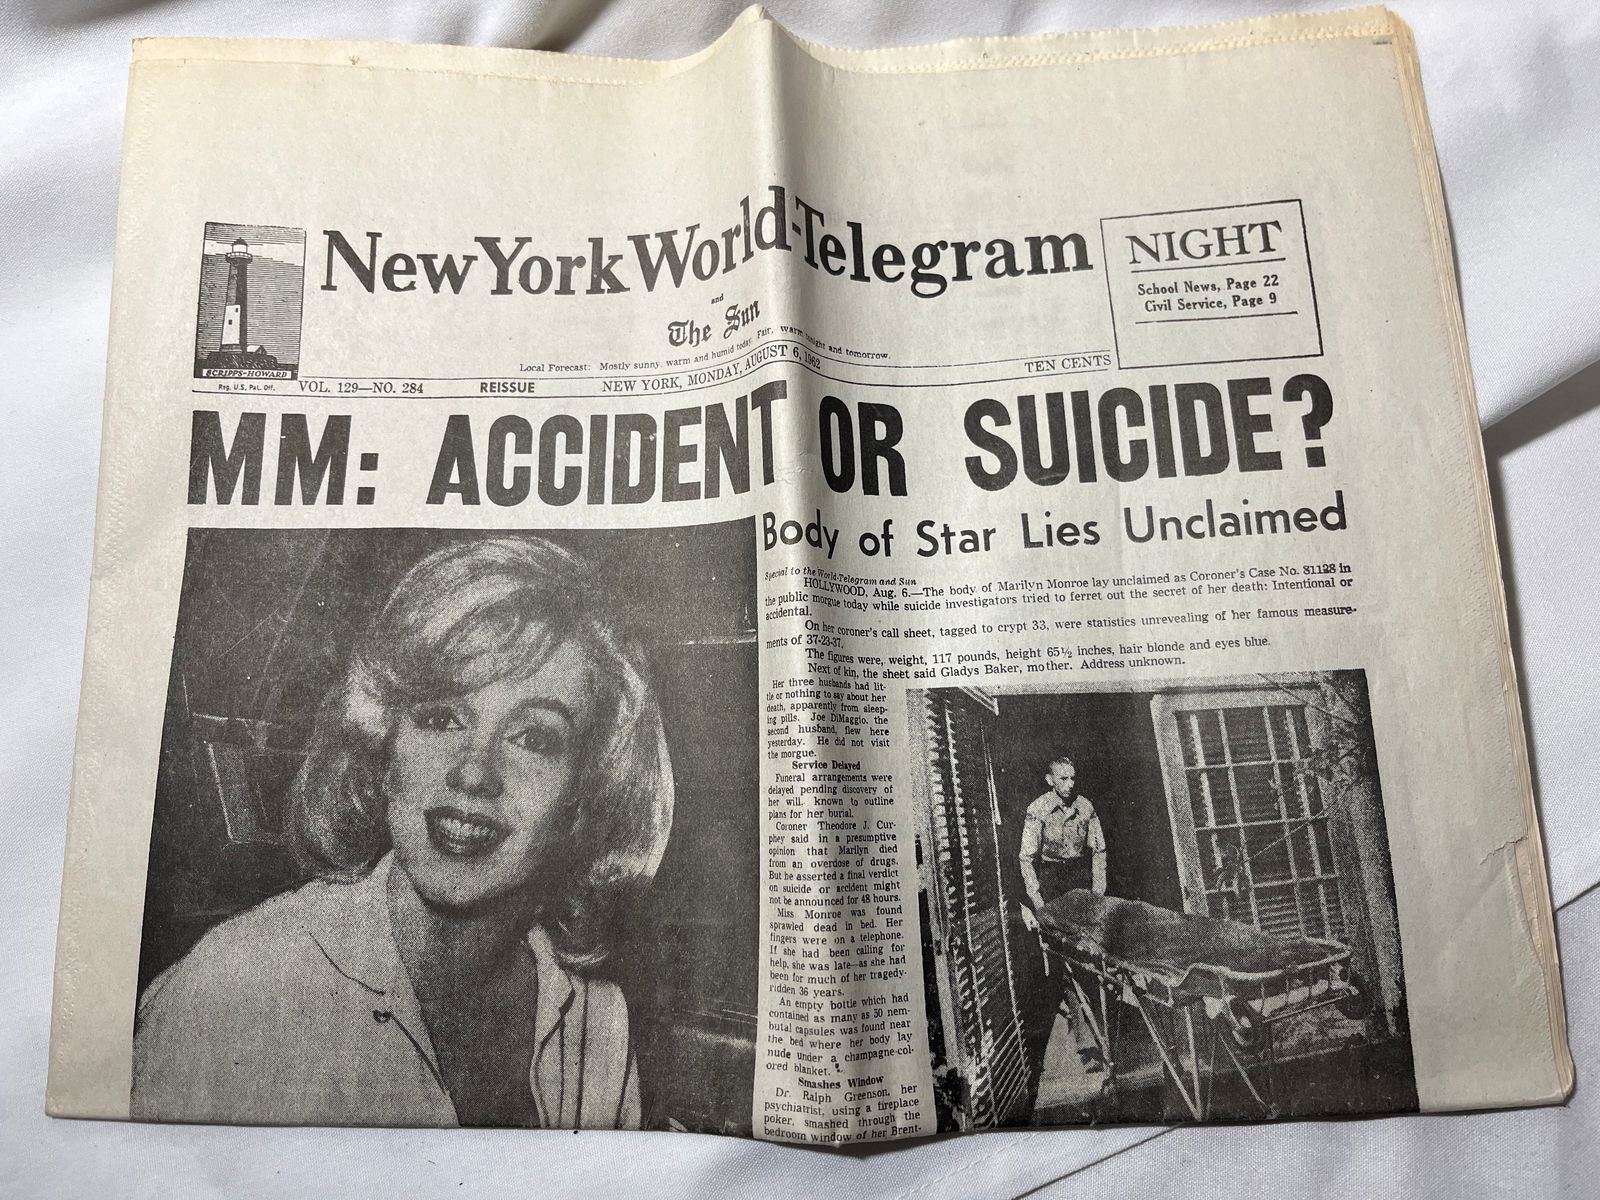 SCRIPPS-HOWARD
Reg. U.S. Pat. Off.
New York World-Telegram
and
The Sun
Local Forecast: Mostly sunny, warm and humid today. Fair, warm tonight and tomorrow.
NIGHT
School News, Page 22
Civil Service, Page 9
VOL. 129—NO. 284
REISSUE
NEW YORK, MONDAY, AUGUST 6, 1962
TEN CENTS
MM: ACCIDENT OR SUICIDE?
Body of Star Lies Unclaimed
Special to the World-Telegram and Sun
HOLLYWOOD, Aug. 6.—The body of Marilyn Monroe lay unclaimed as Coroner's Case No. 81128 in
the public morgue today while suicide investigators tried to ferret out the secret of her death: Intentional or
accidental.
On her coroner's call sheet, tagged to crypt 33, were statistics unrevealing of her famous measure-
ments of 37-23-37.
The figures were, weight, 117 pounds, height 65½ inches, hair blonde and eyes blue.
Next of kin, the sheet said Gladys Baker, mother. Address unknown.
Her three husbands had lit-
tle or nothing to say about her
death, apparently from sleep-
ing pills. Joe DiMaggio, the
second husband, flew here
yesterday. He did not visit
the morgue.
Service Delayed
Funeral arrangements were
delayed pending discovery of
her will, known to outline
plans for her burial.
Coroner Theodore J. Cur-
phey said in a presumptive
opinion that Marilyn died
from an overdose of drugs.
But he asserted a final verdict
on suicide or accident might
not be announced for 48 hours.
Miss Monroe was found
sprawled dead in bed. Her
fingers were on a telephone.
If she had been calling for
help, she was late—as she had
been for much of her tragedy-
ridden 36 years.
An empty bottle which had
contained as many as 50 nem-
butal capsules was found near
the bed where her body lay
nude under a champagne-col-
ored blanket.
Smashes Window
Dr. Ralph Greenson, her
psychiatrist, using a fireplace
poker, smashed through the
bedroom window of her Brent-